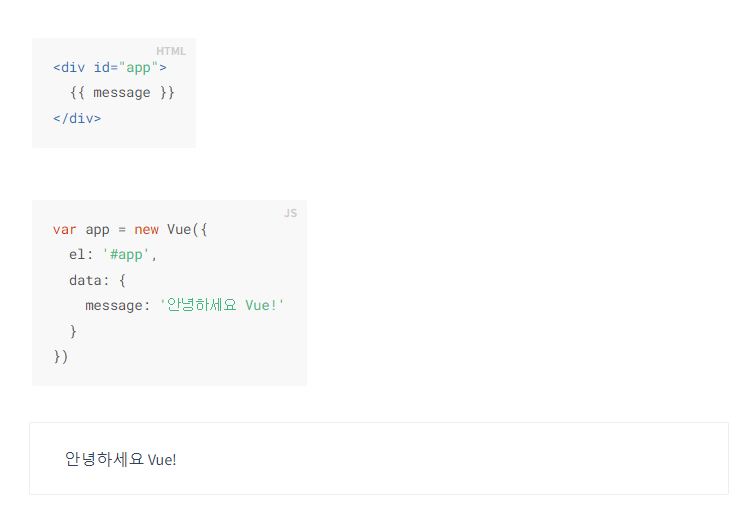 HTML
<div id="app">
  {{ message }}
</div>
JS
var app = new Vue({
  el: '#app',
  data: {
    message: '안녕하세요 Vue!'
  }
})
안녕하세요 Vue!